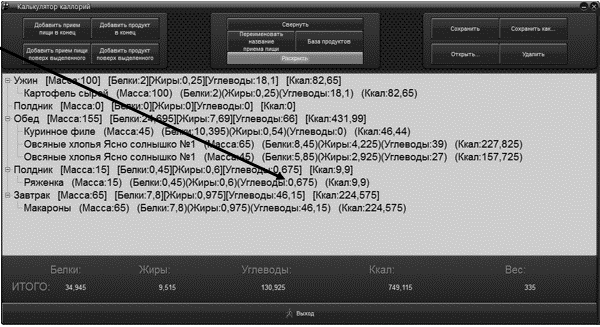 Калькулятор каллорий
Добавить прием пищи в конец
Добавить продукт в конец
Добавить прием пищи поверх выделенного
Добавить продукт поверх выделенного
Свернуть
Переименовать название приема пищи
База продуктов
Раскрыть
Сохранить
Сохранить как...
Открыть...
Удалить
Ужин [Масса:100] [Белки:2][Жиры:0,25][Углеводы:18,1] [Ккал:82,65]
Картофель сырой (Масса:100) (Белки:2)(Жиры:0,25)(Углеводы:18,1) (Ккал:82,65)
Полдник [Масса:0] [Белки:0][Жиры:0][Углеводы:0] [Ккал:0]
Обед [Масса:155] [Белки:24,695][Жиры:7,69][Углеводы:66] [Ккал:431,99]
Куринное филе (Масса:45) (Белки:10,395)(Жиры:0,54)(Углеводы:0) (Ккал:46,44)
Овсяные хлопья Ясно солнышко №1 (Масса:65) (Белки:8,45)(Жиры:4,225)(Углеводы:39) (Ккал:227,825)
Овсяные хлопья Ясно солнышко №1 (Масса:45) (Белки:5,85)(Жиры:2,925)(Углеводы:27) (Ккал:157,725)
Полдник [Масса:15] [Белки:0,45][Жиры:0,6][Углеводы:0,675] [Ккал:9,9]
Ряженка (Масса:15) (Белки:0,45)(Жиры:0,6)(Углеводы:0,675) (Ккал:9,9)
Завтрак [Масса:65] [Белки:7,8][Жиры:0,975][Углеводы:46,15] [Ккал:224,575]
Макароны (Масса:65) (Белки:7,8)(Жиры:0,975)(Углеводы:46,15) (Ккал:224,575)
Белки: Жиры: Углеводы: Ккал: Вес:
ИТОГО: 34,945 9,515 130,925 749,115 335
Выход